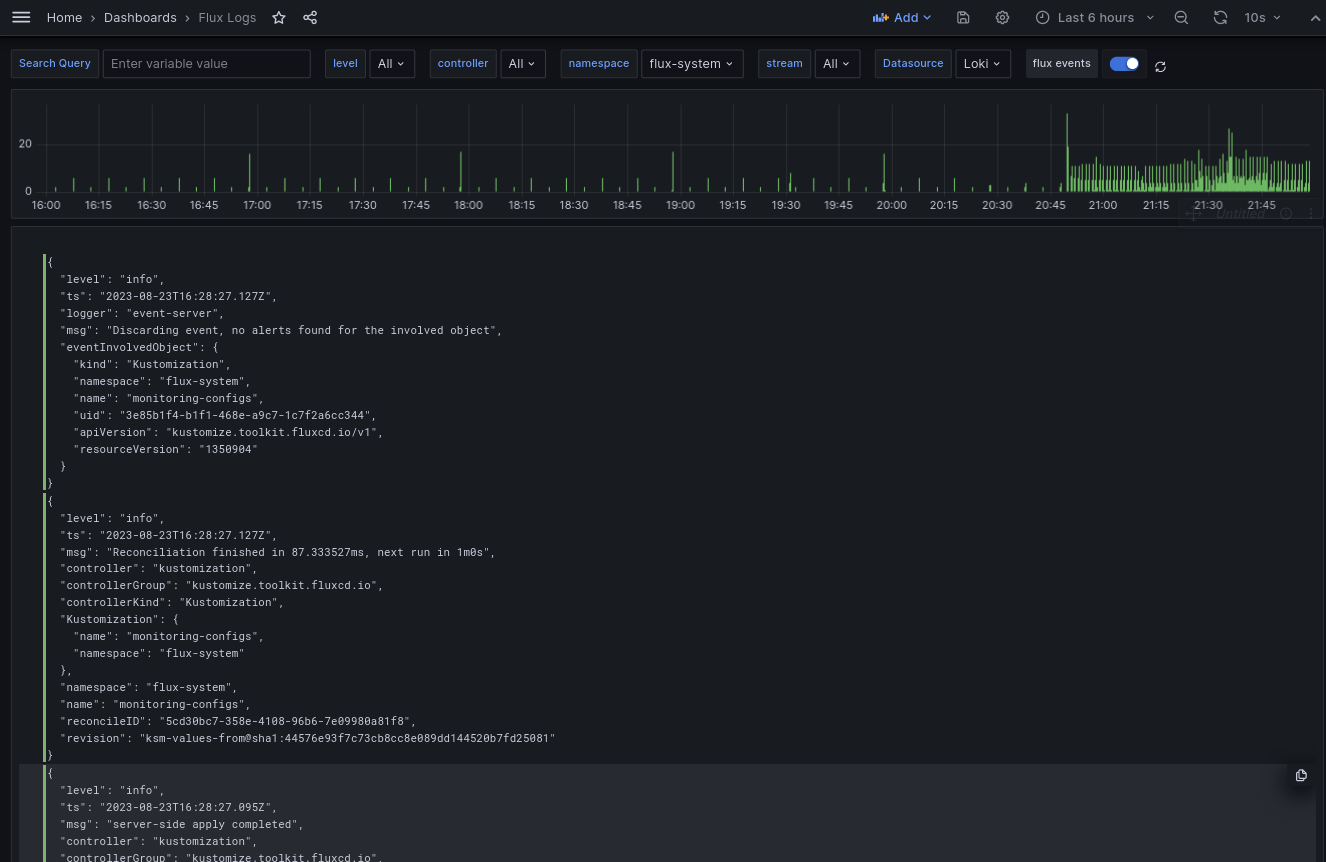 Home › Dashboards › Flux Logs Add Last 6 hours 10s
Search Query Enter variable value level All controller All namespace flux-system stream All Datasource Loki flux events
20
0
16:00 16:15 16:30 16:45 17:00 17:15 17:30 17:45 18:00 18:15 18:30 18:45 19:00 19:15 19:30 19:45 20:00 20:15 20:30 20:45 21:00 21:15 21:30 21:45
Untitled
{
"level": "info",
"ts": "2023-08-23T16:28:27.127Z",
"logger": "event-server",
"msg": "Discarding event, no alerts found for the involved object",
"eventInvolvedObject": {
"kind": "Kustomization",
"namespace": "flux-system",
"name": "monitoring-configs",
"uid": "3e85b1f4-b1f1-468e-a9c7-1c7f2a6cc344",
"apiVersion": "kustomize.toolkit.fluxcd.io/v1",
"resourceVersion": "1350904"
}
}
{
"level": "info",
"ts": "2023-08-23T16:28:27.127Z",
"msg": "Reconciliation finished in 87.333527ms, next run in 1m0s",
"controller": "kustomization",
"controllerGroup": "kustomize.toolkit.fluxcd.io",
"controllerKind": "Kustomization",
"Kustomization": {
"name": "monitoring-configs",
"namespace": "flux-system"
},
"namespace": "flux-system",
"name": "monitoring-configs",
"reconcileID": "5cd30bc7-358e-4108-96b6-7e09980a81f8",
"revision": "ksm-values-from@sha1:44576e93f7c73cb8cc8e089dd144520b7fd25081"
}
{
"level": "info",
"ts": "2023-08-23T16:28:27.095Z",
"msg": "server-side apply completed",
"controller": "kustomization",
"controllerGroup": "kustomize.toolkit.fluxcd.io",